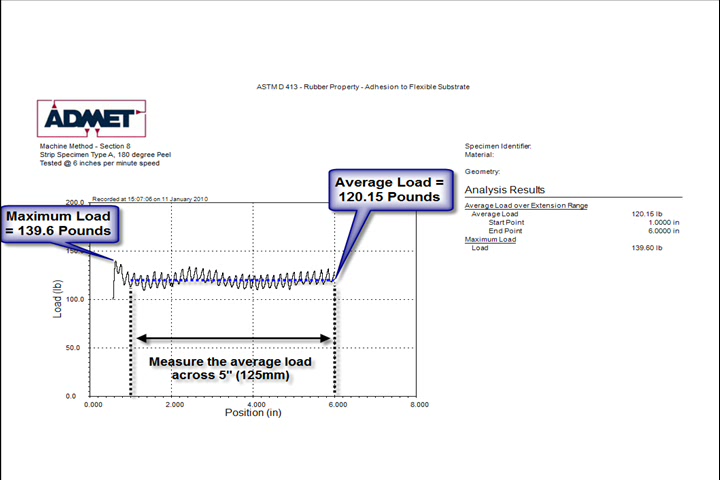 ASTM D 413 - Rubber Property - Adhesion to Flexible Substrate
ADMET
Machine Method - Section 8
Strip Specimen Type A, 180 degree Peel
Tested @ 6 inches per minute speed
Specimen Identifier:
Material:
Geometry:
Analysis Results
Average Load over Extension Range
Average Load 120.15 lb
Start Point 1.0000 in
End Point 6.0000 in
Maximum Load
Load 139.60 lb
Recorded at 15:07:06 on 11 January 2010
Average Load =
120.15 Pounds
Maximum Load
= 139.6 Pounds
200.0
100.0
50.0
0.0
Load (lb)
Measure the average load
across 5" (125mm)
0.000 2.000 4.000 6.000 8.000
Position (in)